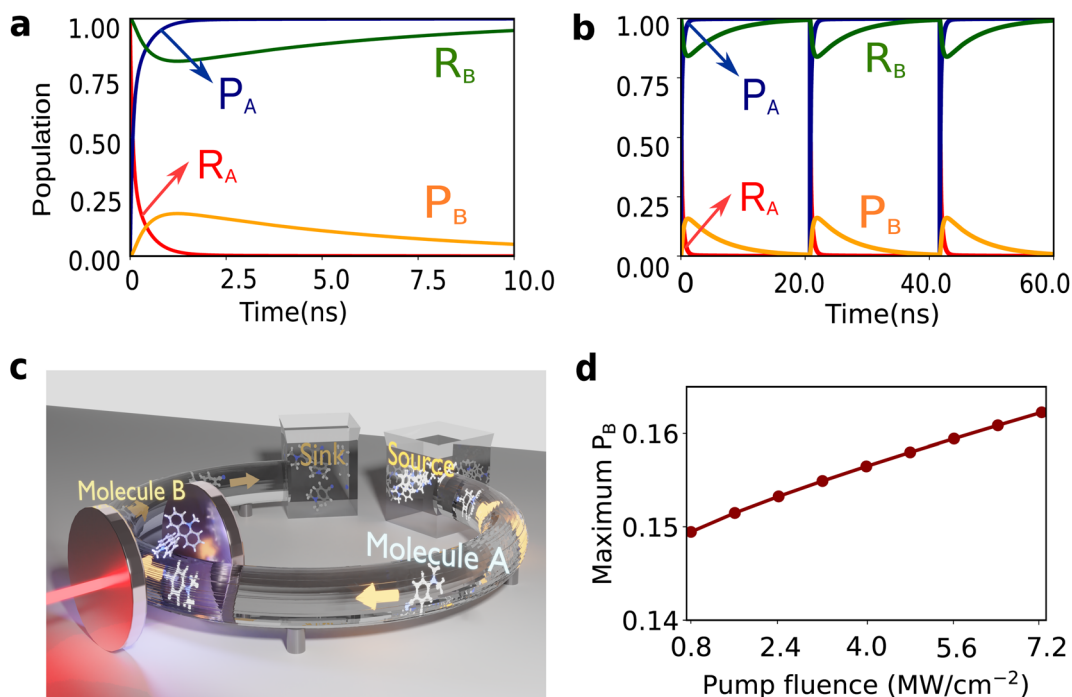 a
Population
1.00
0.75
0.50
0.25
0.00
R_B
P_A
R_A
P_B
0
2.5
5.0
7.5
10.0
Time(ns)
b
1.00
0.75
0.50
0.25
0.00
R_B
P_A
R_A
P_B
0
20.0
40.0
60.0
Time(ns)
c
Sink
Source
Molecule B
Molecule A
d
Maximum P_B
0.16
0.15
0.14
0.8
2.4
4.0
5.6
7.2
Pump fluence (MW/cm⁻²)